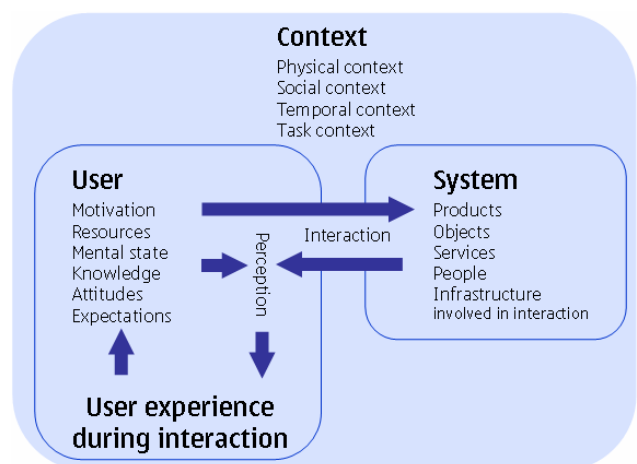 Context
Physical context
Social context
Temporal context
Task context
User
Motivation
Resources
Mental state
Knowledge
Attitudes
Expectations
Perception
Interaction
System
Products
Objects
Services
People
Infrastructure
involved in interaction
User experience
during interaction